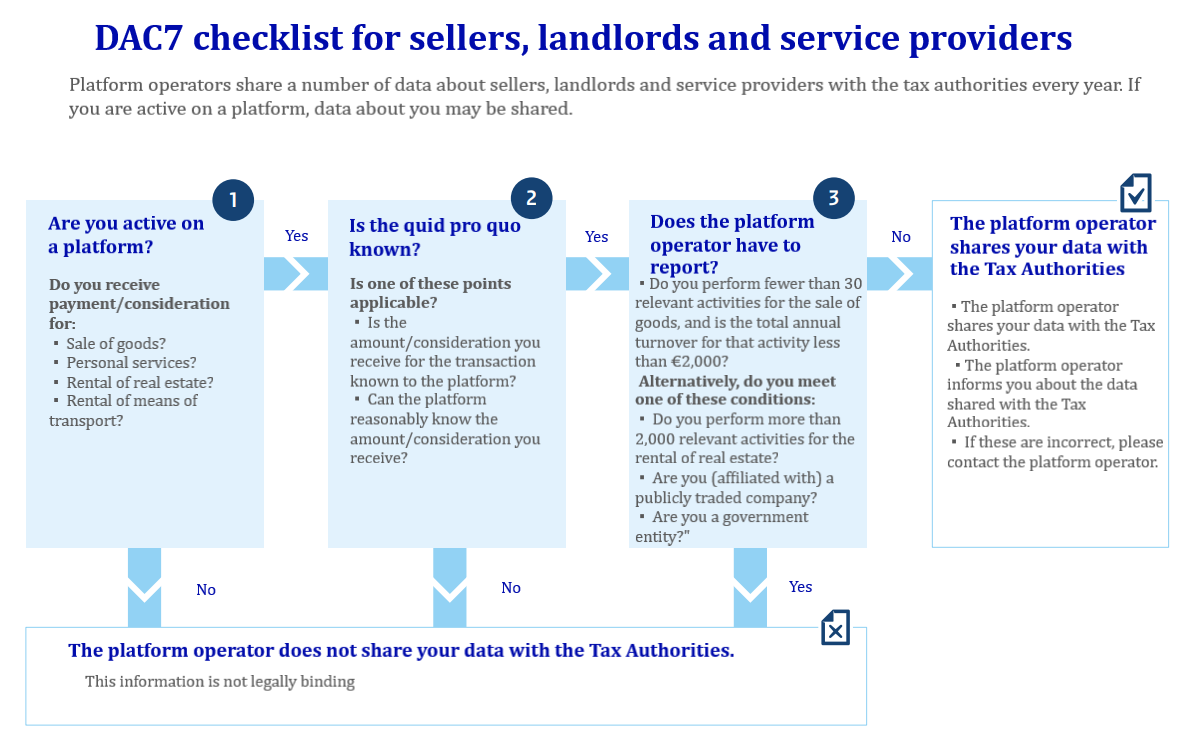 DAC7 checklist for sellers, landlords and service providers
Platform operators share a number of data about sellers, landlords and service providers with the tax authorities every year. If
you are active on a platform, data about you may be shared.
1
Are you active on
a platform?
Do you receive
payment/consideration
for:
▪ Sale of goods?
▪ Personal services?
▪ Rental of real estate?
▪ Rental of means of
transport?
Yes
No
2
Is the quid pro quo
known?
Is one of these points
applicable?
▪ Is the
amount/consideration you
receive for the transaction
known to the platform?
▪ Can the platform
reasonably know the
amount/consideration you
receive?
Yes
No
3
Does the platform
operator have to
report?
▪ Do you perform fewer than 30
relevant activities for the sale of
goods, and is the total annual
turnover for that activity less
than €2,000?
Alternatively, do you meet
one of these conditions:
▪ Do you perform more than
2,000 relevant activities for the
rental of real estate?
▪ Are you (affiliated with) a
publicly traded company?
▪ Are you a government
entity?"
No
Yes
The platform operator
shares your data with
the Tax Authorities
▪ The platform operator
shares your data with the Tax
Authorities.
▪ The platform operator
informs you about the data
shared with the Tax
Authorities.
▪ If these are incorrect, please
contact the platform operator.
The platform operator does not share your data with the Tax Authorities.
This information is not legally binding